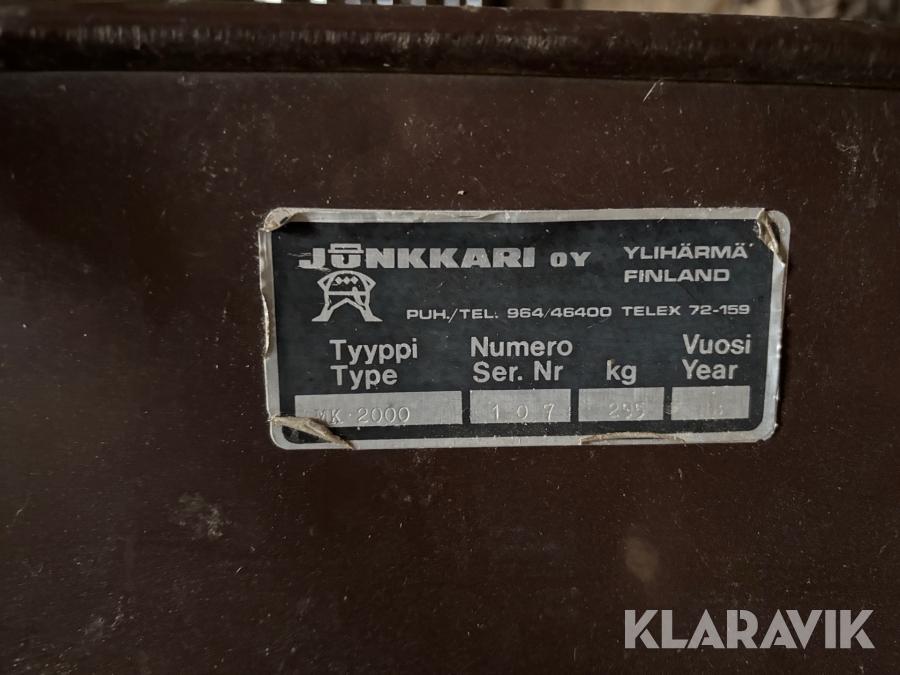 JUNKKARI OY YLIHÄRMÄ
FINLAND
PUH./TEL. 964/46400 TELEX 72-159
Tyyppi Numero Vuosi
Type Ser. Nr kg Year
MK-2000 107 255
KLARAVIK